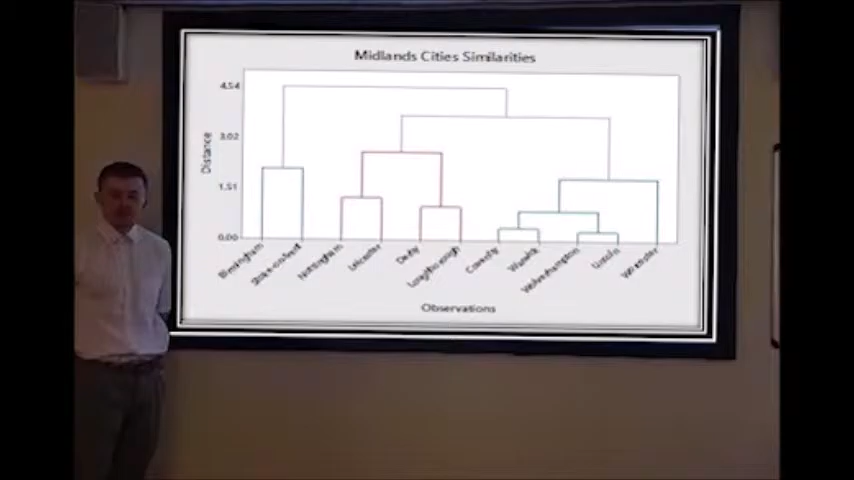 Midlands Cities Similarities
4.54
3.02
1.51
0.00
Distance
Birmingham
Stoke-on-Trent
Nottingham
Leicester
Derby
Loughborough
Coventry
Warwick
Wolverhampton
Lincoln
Worcester
Observations